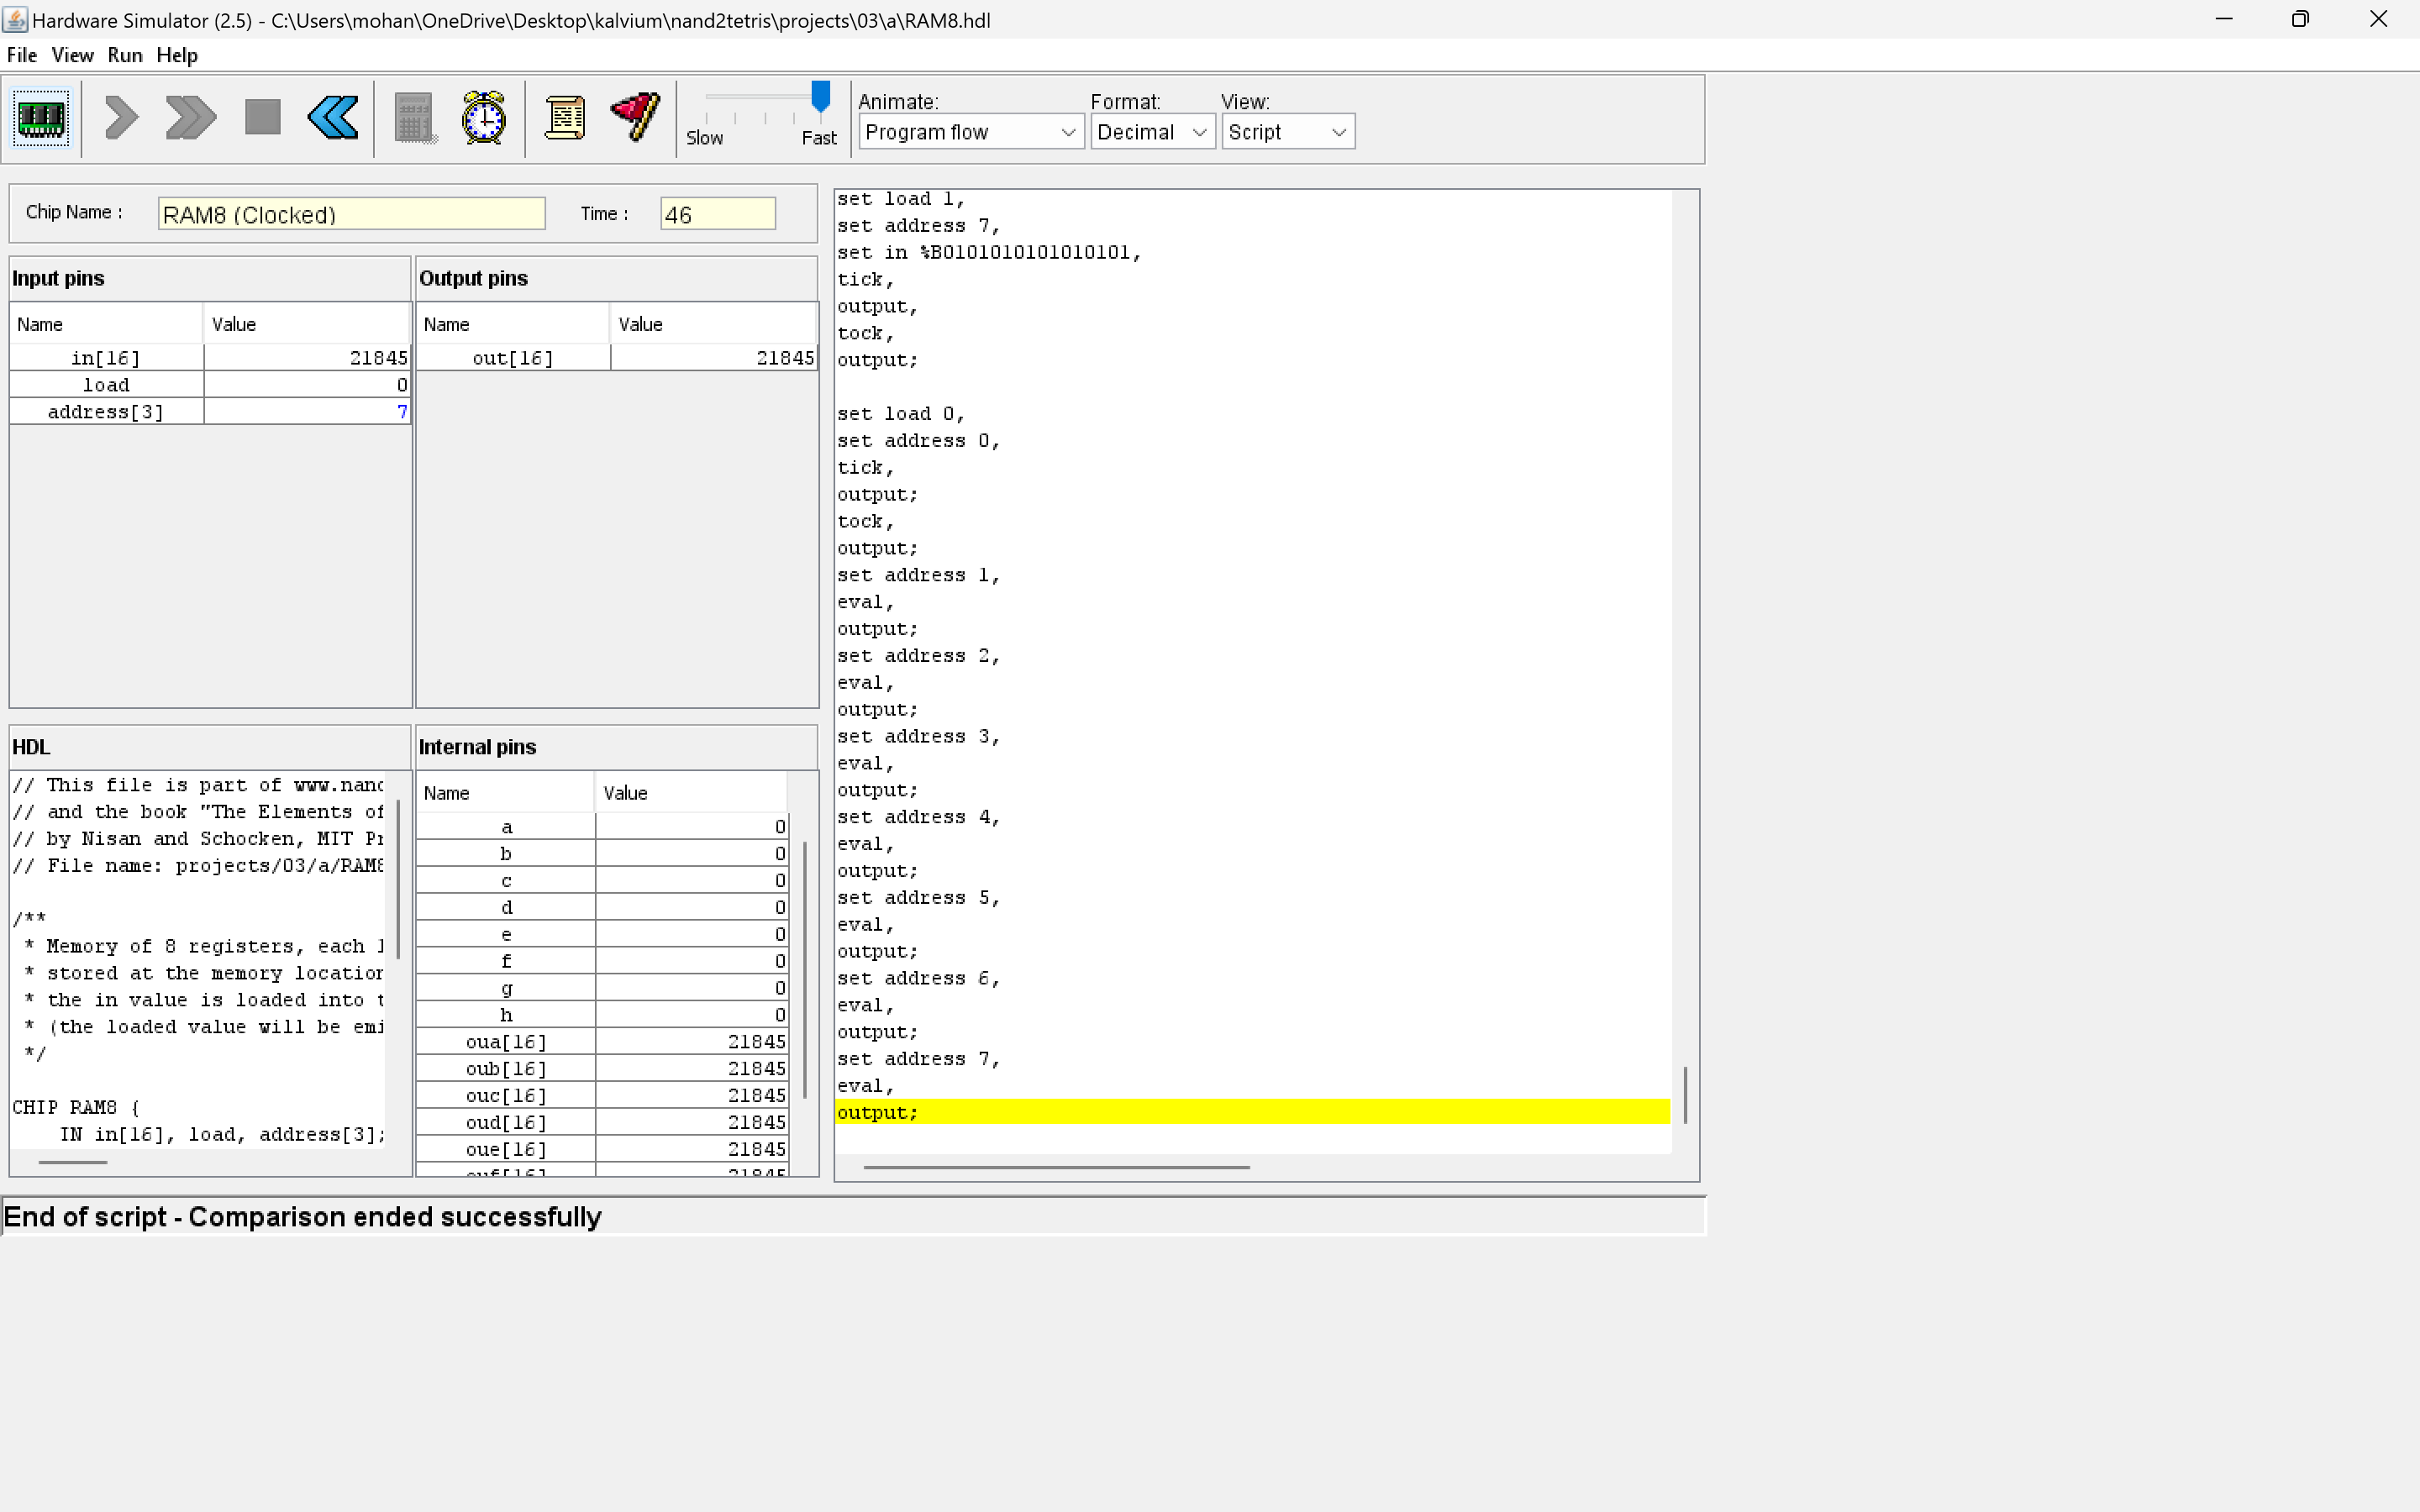 Hardware Simulator (2.5) - C:\Users\mohan\OneDrive\Desktop\kalvium\nand2tetris\projects\03\a\RAM8.hdl
File View Run Help
Slow Fast
Animate: Format: View:
Program flow Decimal Script
Chip Name : RAM8 (Clocked) Time : 46
Input pins
Name Value
in[16] 21845
load 0
address[3] 7
Output pins
Name Value
out[16] 21845
HDL
// This file is part of www.nand
// and the book "The Elements of
// by Nisan and Schocken, MIT Pr
// File name: projects/03/a/RAM8
/**
* Memory of 8 registers, each 1
* stored at the memory location
* the in value is loaded into t
* (the loaded value will be emi
*/
CHIP RAM8 {
IN in[16], load, address[3];
Internal pins
Name Value
a 0
b 0
c 0
d 0
e 0
f 0
g 0
h 0
oua[16] 21845
oub[16] 21845
ouc[16] 21845
oud[16] 21845
oue[16] 21845
ouf[16] 21845
set load 1,
set address 7,
set in %B0101010101010101,
tick,
output,
tock,
output;
set load 0,
set address 0,
tick,
output;
tock,
output;
set address 1,
eval,
output;
set address 2,
eval,
output;
set address 3,
eval,
output;
set address 4,
eval,
output;
set address 5,
eval,
output;
set address 6,
eval,
output;
set address 7,
eval,
output;
End of script - Comparison ended successfully